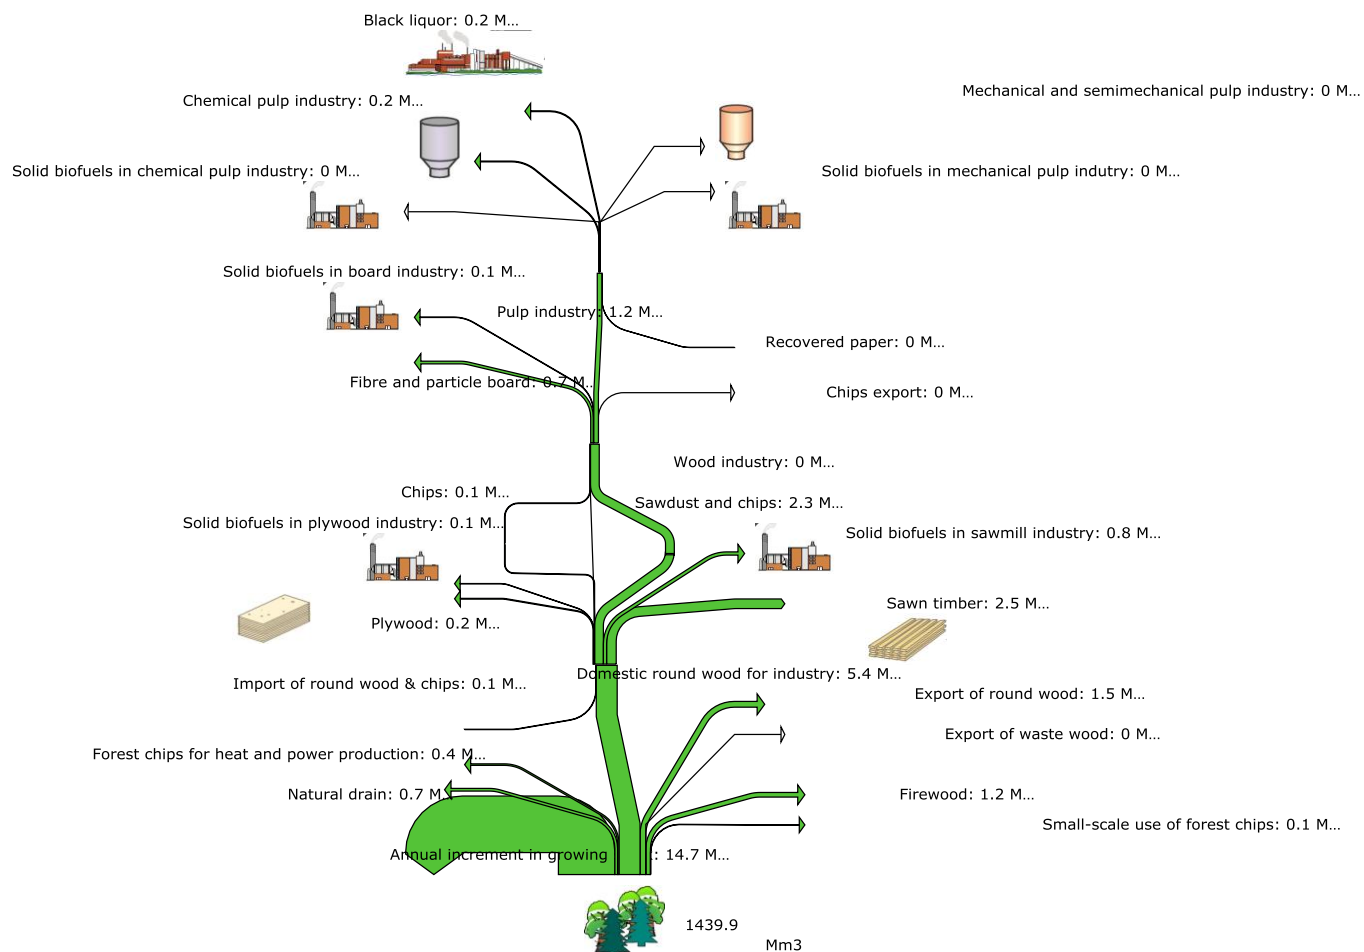 Black liquor: 0.2 M...
Mechanical and semimechanical pulp industry: 0 M...
Chemical pulp industry: 0.2 M...
Solid biofuels in chemical pulp industry: 0 M...
Solid biofuels in mechanical pulp indutry: 0 M...
Solid biofuels in board industry: 0.1 M...
Pulp industry: 1.2 M...
Recovered paper: 0 M...
Fibre and particle board: 0.7 M...
Chips export: 0 M...
Wood industry: 0 M...
Chips: 0.1 M...
Sawdust and chips: 2.3 M...
Solid biofuels in plywood industry: 0.1 M...
Solid biofuels in sawmill industry: 0.8 M...
Sawn timber: 2.5 M...
Plywood: 0.2 M...
Domestic round wood for industry: 5.4 M...
Import of round wood & chips: 0.1 M...
Export of round wood: 1.5 M...
Export of waste wood: 0 M...
Forest chips for heat and power production: 0.4 M...
Natural drain: 0.7 M...
Firewood: 1.2 M...
Small-scale use of forest chips: 0.1 M...
Annual increment in growing : 14.7 M...
1439.9
Mm3